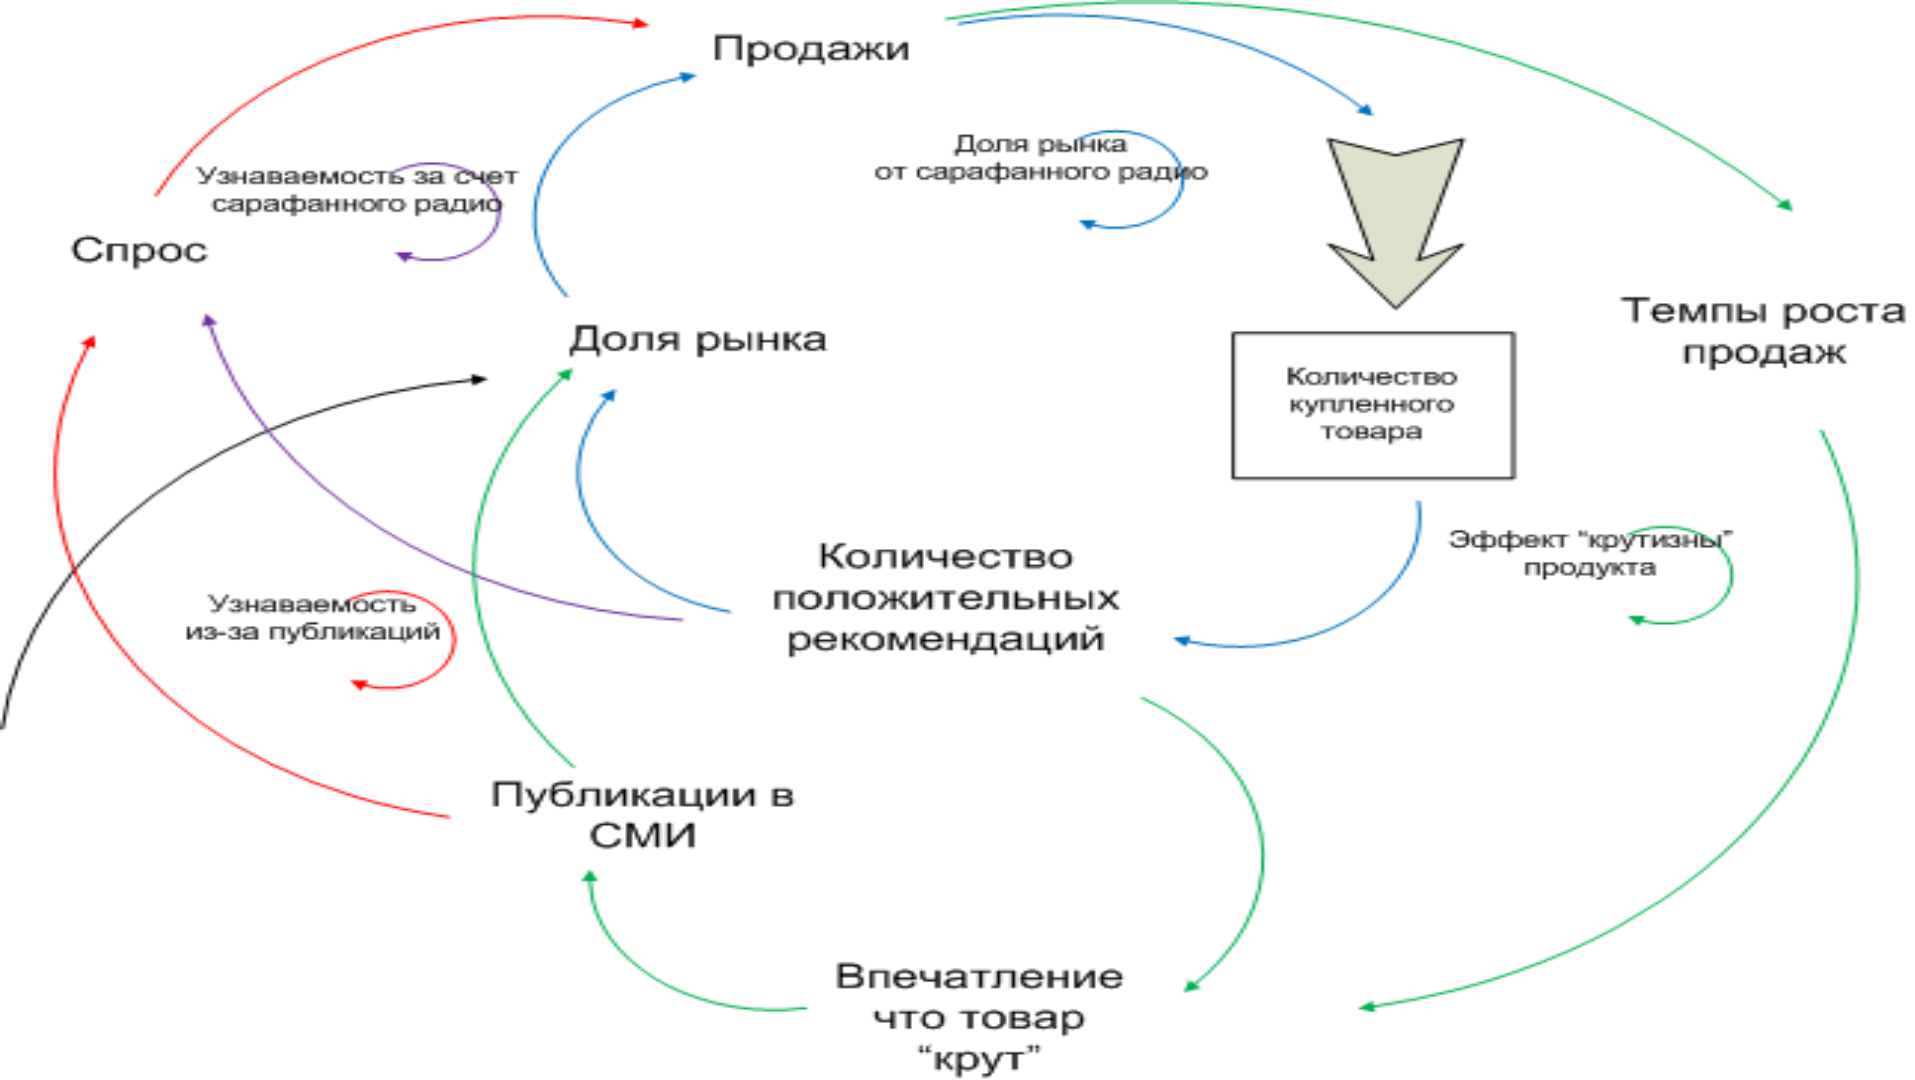 Продажи
Доля рынка
от сарафанного радио
Узнаваемость за счет
сарафанного радио
Спрос
Темпы роста
продаж
Доля рынка
Количество
купленного
товара
Эффект “крутизны”
продукта
Количество
положительных
рекомендаций
Узнаваемость
из-за публикаций
Публикации в
СМИ
Впечатление
что товар
“крут”